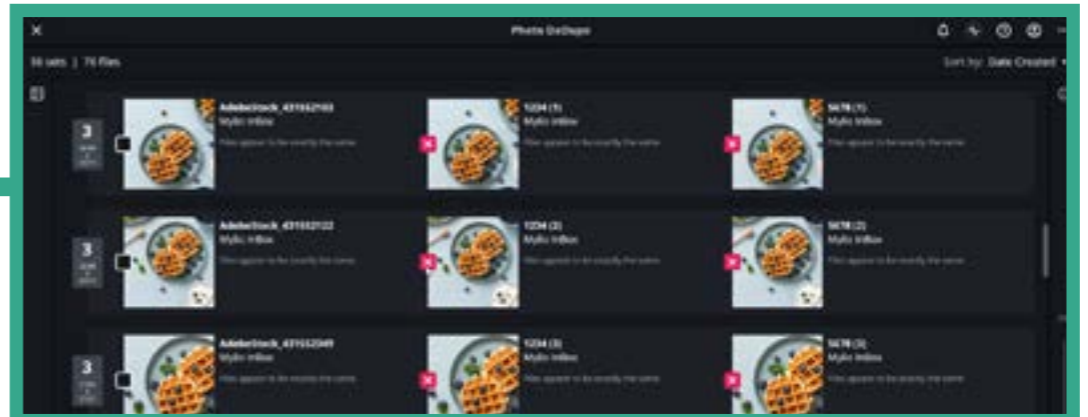 Photo DeDupe
Sort by: Date Created
3
AdobeStock_431552103
Mylio Inbox
Files appear to be exactly the same.
1234 (1)
Mylio Inbox
Files appear to be exactly the same.
5678 (1)
Mylio Inbox
Files appear to be exactly the same.
3
AdobeStock_431552122
Mylio Inbox
Files appear to be exactly the same.
1234 (2)
Mylio Inbox
Files appear to be exactly the same.
5678 (2)
Mylio Inbox
Files appear to be exactly the same.
3
Mylio Inbox
Files appear to be exactly the same.
1234 (3)
Mylio Inbox
Files appear to be exactly the same.
5678 (3)
Mylio Inbox
Files appear to be exactly the same.